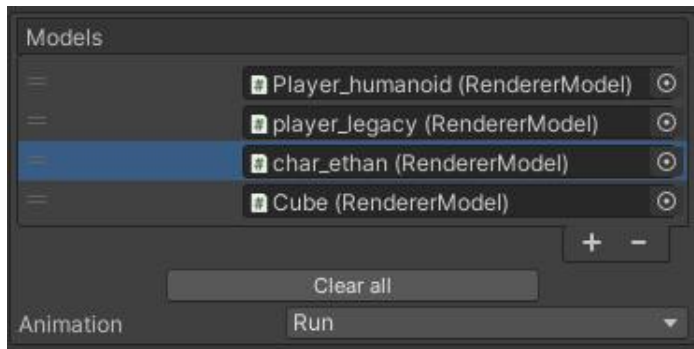 Models
Player_humanoid (RendererModel)
player_legacy (RendererModel)
char_ethan (RendererModel)
Cube (RendererModel)
+ -
Clear all
Animation Run